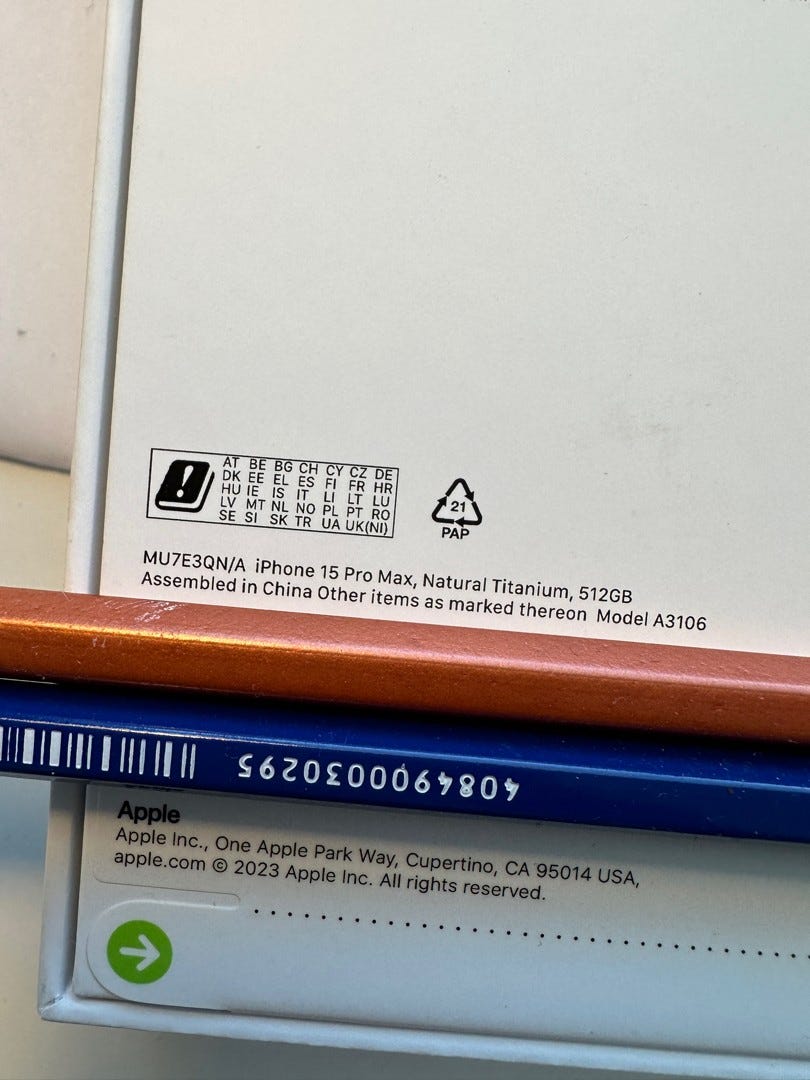 AT BE BG CH CY CZ DE
DK EE EL ES FI FR HR
HU IE IS IT LI LT LU
LV MT NL NO PL PT RO
SE SI SK TR UA UK(NI)
21
PAP
MU7E3QN/A iPhone 15 Pro Max, Natural Titanium, 512GB
Assembled in China Other items as marked thereon Model A3106
4084900030295
Apple
Apple Inc., One Apple Park Way, Cupertino, CA 95014 USA,
apple.com © 2023 Apple Inc. All rights reserved.